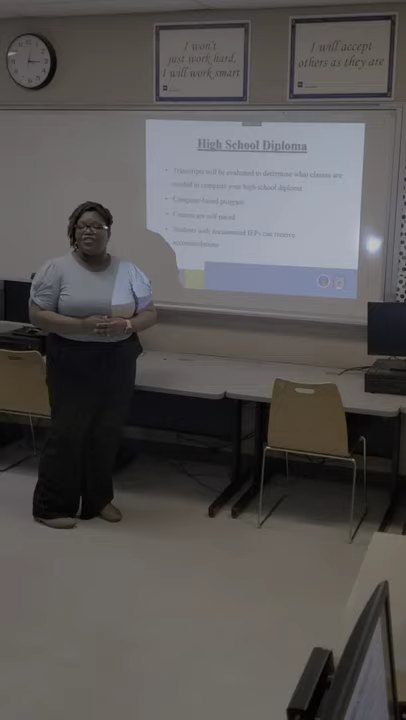 I won't
just work hard,
I will work smart
I will accept
others as they are
High School Diploma
• Transcripts will be evaluated to determine what classes are
needed to complete your high school diploma
• Computer-based program
• Courses are self-paced
• Students with documented IEPs can receive
accommodations